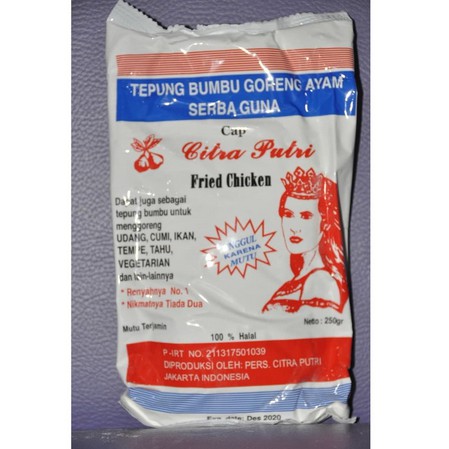 TEPUNG BUMBU GORENG AYAM
SERBA GUNA
Cap
Citra Putri
Fried Chicken
Dapat juga sebagai
tepung bumbu untuk
menggoreng
UDANG, CUMI, IKAN,
TEMPE, TAHU,
VEGETARIAN
dan lain-lainnya
* Renyahnya No. 1
* Nikmatnya Tiada Dua
UNGGUL
KARENA
MUTU
Mutu Terjamin
100 % Halal
Netto : 250gr
P-IRT NO. 211317501039
DIPRODUKSI OLEH: PERS. CITRA PUTRI
JAKARTA INDONESIA
Exp. date: Des 2020